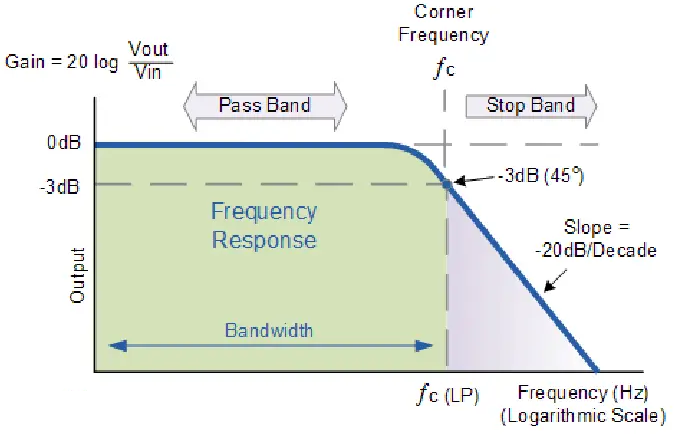 Corner
Frequency
fc
Gain = 20 log Vout
Vin
Pass Band
Stop Band
0dB
-3dB
-3dB (45°)
Frequency
Response
Slope =
-20dB/Decade
Output
Bandwidth
fc (LP)
Frequency (Hz)
(Logarithmic Scale)